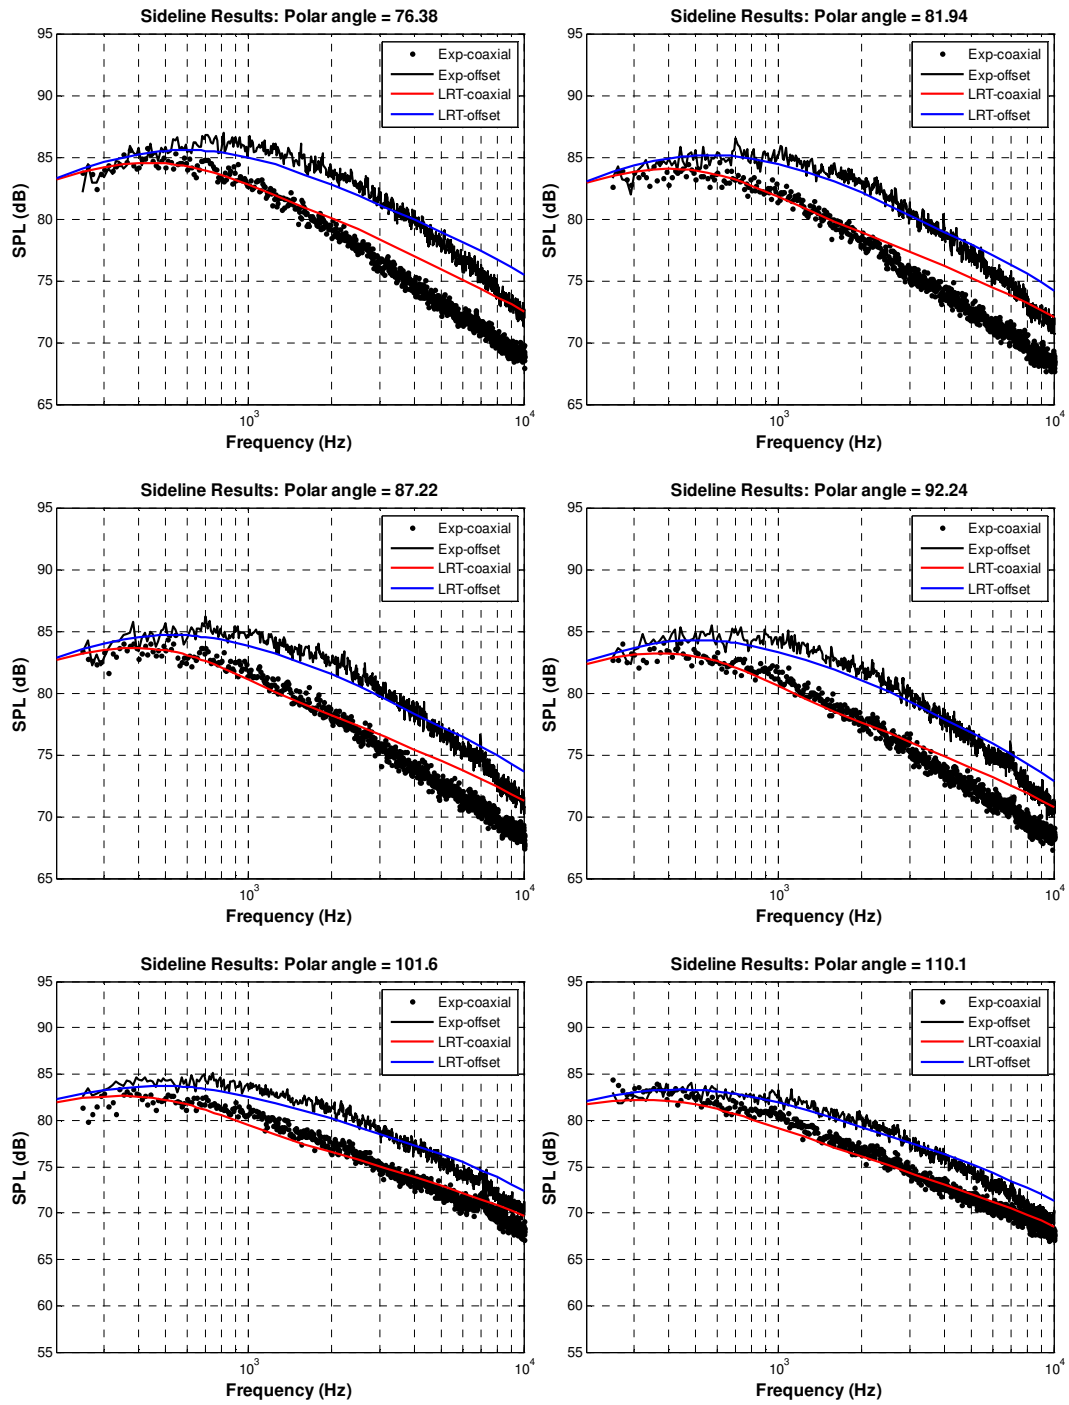 Sideline Results: Polar angle = 76.38
95
90
85
80
75
70
65
SPL (dB)
Exp-coaxial
Exp-offset
LRT-coaxial
LRT-offset
10^3
10^4
Frequency (Hz)
Sideline Results: Polar angle = 81.94
95
90
85
80
75
70
65
SPL (dB)
Exp-coaxial
Exp-offset
LRT-coaxial
LRT-offset
10^3
10^4
Frequency (Hz)
Sideline Results: Polar angle = 87.22
95
90
85
80
75
70
65
SPL (dB)
Exp-coaxial
Exp-offset
LRT-coaxial
LRT-offset
10^3
10^4
Frequency (Hz)
Sideline Results: Polar angle = 92.24
95
90
85
80
75
70
65
SPL (dB)
Exp-coaxial
Exp-offset
LRT-coaxial
LRT-offset
10^3
10^4
Frequency (Hz)
Sideline Results: Polar angle = 101.6
95
90
85
80
75
70
65
60
55
SPL (dB)
Exp-coaxial
Exp-offset
LRT-coaxial
LRT-offset
10^3
10^4
Frequency (Hz)
Sideline Results: Polar angle = 110.1
95
90
85
80
75
70
65
60
55
SPL (dB)
Exp-coaxial
Exp-offset
LRT-coaxial
LRT-offset
10^3
10^4
Frequency (Hz)